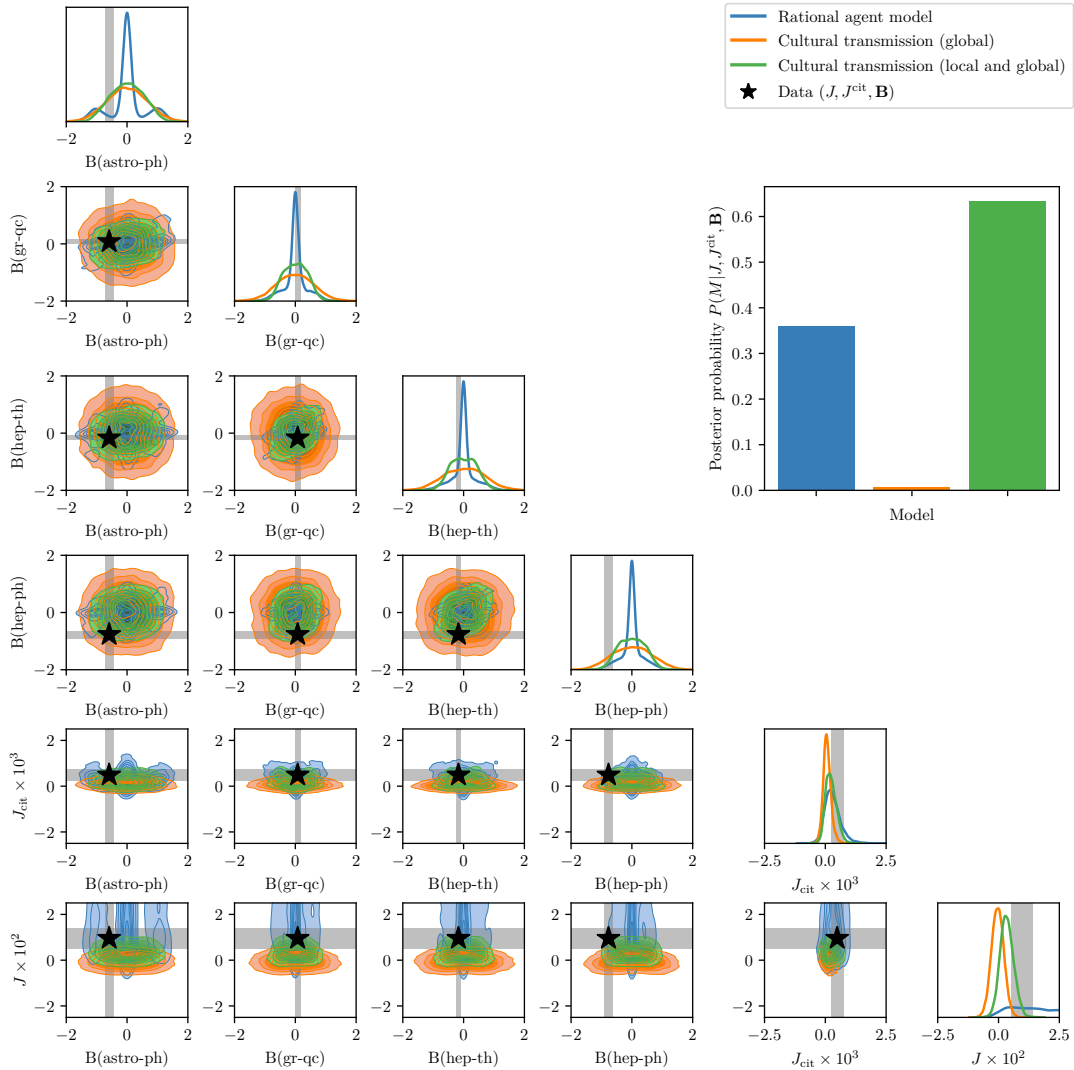 Rational agent model
Cultural transmission (global)
Cultural transmission (local and global)
Data (J, J^cit, B)
−2 0 2
B(astro-ph)
B(gr-qc)
2
0
−2
−2 0 2
B(astro-ph)
−2 0 2
B(gr-qc)
Posterior probability P(M|J, J^cit, B)
0.6
0.5
0.4
0.3
0.2
0.1
0.0
Model
B(hep-th)
2
0
−2
−2 0 2
B(astro-ph)
−2 0 2
B(gr-qc)
−2 0 2
B(hep-th)
B(hep-ph)
2
0
−2
−2 0 2
B(astro-ph)
−2 0 2
B(gr-qc)
−2 0 2
B(hep-th)
−2 0 2
B(hep-ph)
J_cit × 10^3
2
0
−2
−2 0 2
B(astro-ph)
−2 0 2
B(gr-qc)
−2 0 2
B(hep-th)
−2 0 2
B(hep-ph)
−2.5 0.0 2.5
J_cit × 10^3
J × 10^2
2
0
−2
−2 0 2
B(astro-ph)
−2 0 2
B(gr-qc)
−2 0 2
B(hep-th)
−2 0 2
B(hep-ph)
−2.5 0.0 2.5
J_cit × 10^3
−2.5 0.0 2.5
J × 10^2